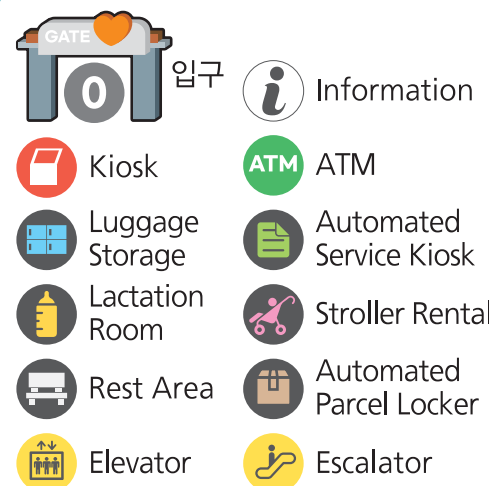 GATE
0
입구
Information
Kiosk
ATM
ATM
Luggage
Storage
Automated
Service Kiosk
Lactation
Room
Stroller Rental
Rest Area
Automated
Parcel Locker
Elevator
Escalator